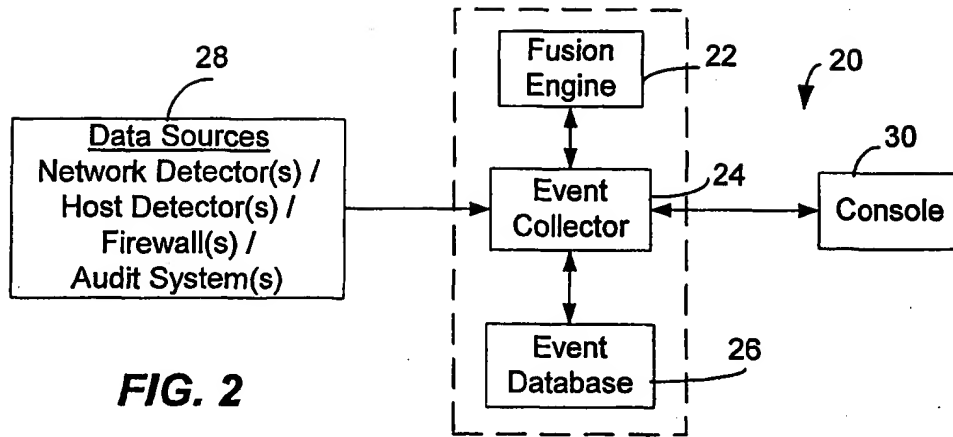 28
Data Sources
Network Detector(s) /
Host Detector(s) /
Firewall(s) /
Audit System(s)
Fusion
Engine
22
20
Event
Collector
24
30
Console
Event
Database
26
FIG. 2